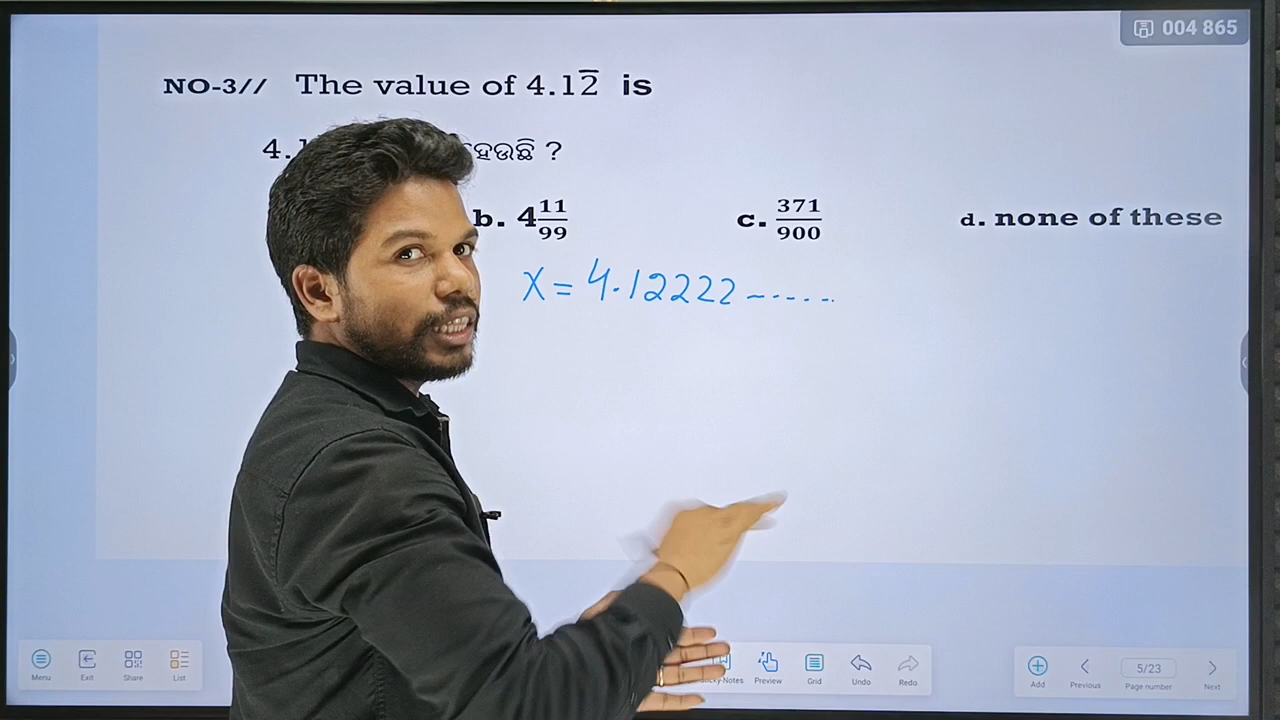 004 865
NO-3// The value of 4.12̅ is
4. ହେଉଛି ?
b. 4 11/99 c. 371/900 d. none of these
X = 4.12222 -------
Menu Exit Share List Preview Grid Undo Redo Add Previous 5/23 Page number Next